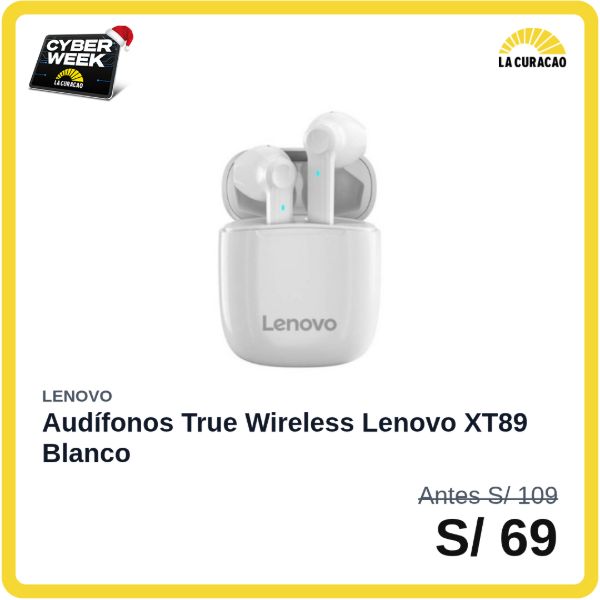 CYBER
WEEK
LA CURACAO
LA CURACAO
Lenovo
LENOVO
Audífonos True Wireless Lenovo XT89
Blanco
Antes S/ 109
S/ 69